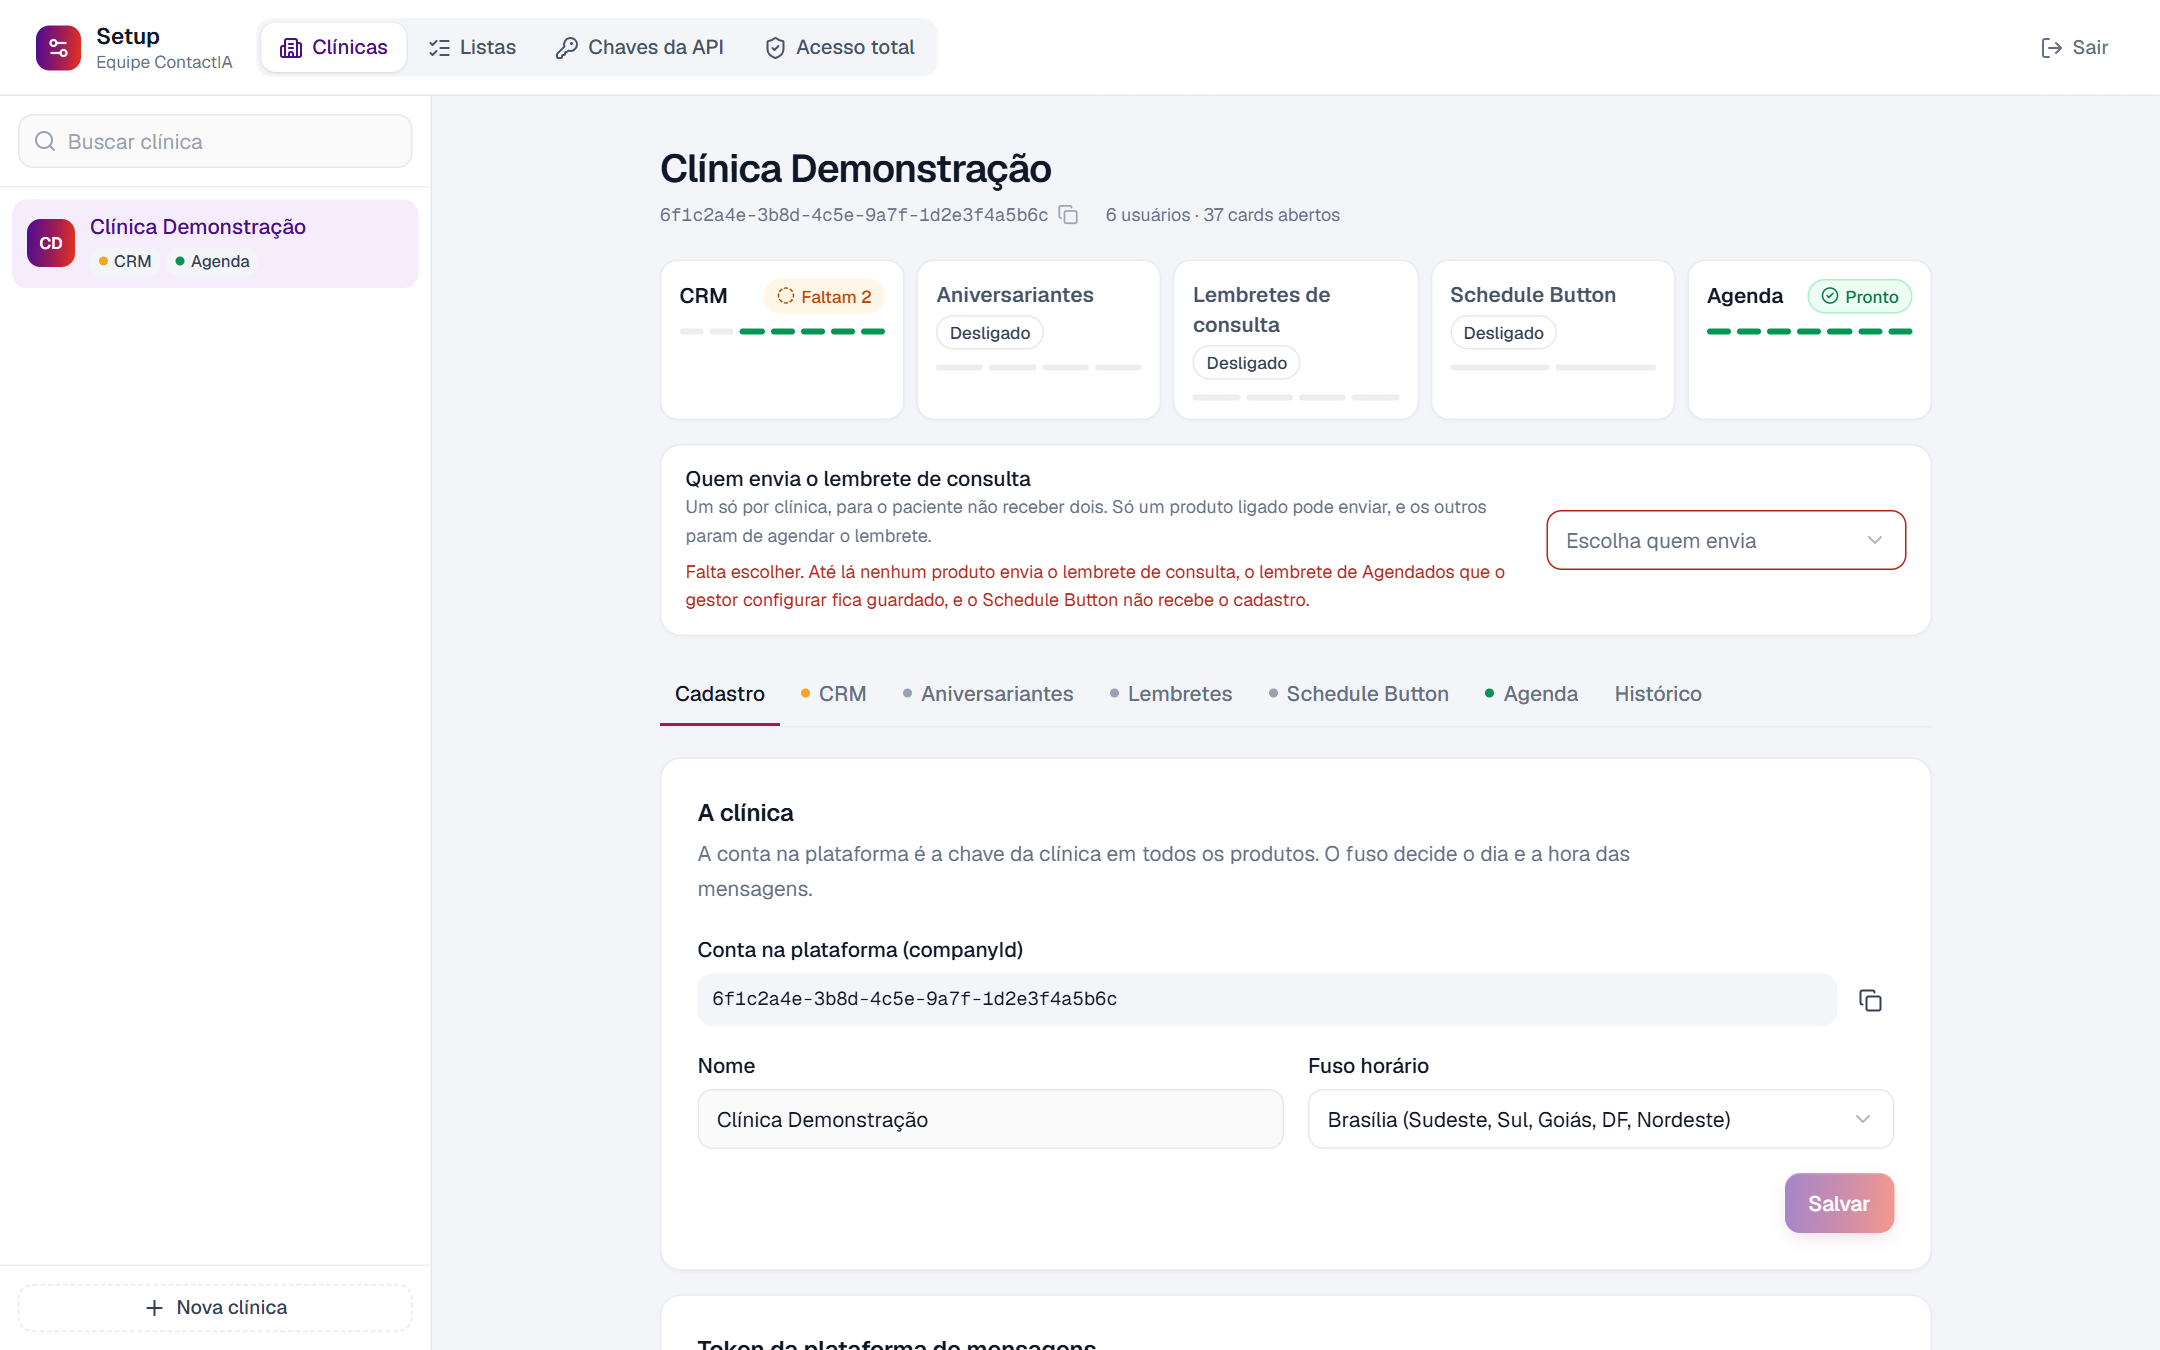 Setup
Equipe ContactIA
Clínicas
Listas
Chaves da API
Acesso total
Sair
Buscar clínica
CD
Clínica Demonstração
CRM
Agenda
Nova clínica
Clínica Demonstração
6f1c2a4e-3b8d-4c5e-9a7f-1d2e3f4a5b6c
6 usuários · 37 cards abertos
CRM
Faltam 2
Aniversariantes
Desligado
Lembretes de
consulta
Desligado
Schedule Button
Desligado
Agenda
Pronto
Quem envia o lembrete de consulta
Um só por clínica, para o paciente não receber dois. Só um produto ligado pode enviar, e os outros
param de agendar o lembrete.
Falta escolher. Até lá nenhum produto envia o lembrete de consulta, o lembrete de Agendados que o
gestor configurar fica guardado, e o Schedule Button não recebe o cadastro.
Escolha quem envia
Cadastro
CRM
Aniversariantes
Lembretes
Schedule Button
Agenda
Histórico
A clínica
A conta na plataforma é a chave da clínica em todos os produtos. O fuso decide o dia e a hora das
mensagens.
Conta na plataforma (companyId)
6f1c2a4e-3b8d-4c5e-9a7f-1d2e3f4a5b6c
Nome
Fuso horário
Clínica Demonstração
Brasília (Sudeste, Sul, Goiás, DF, Nordeste)
Salvar
Token da plataforma de mensagens